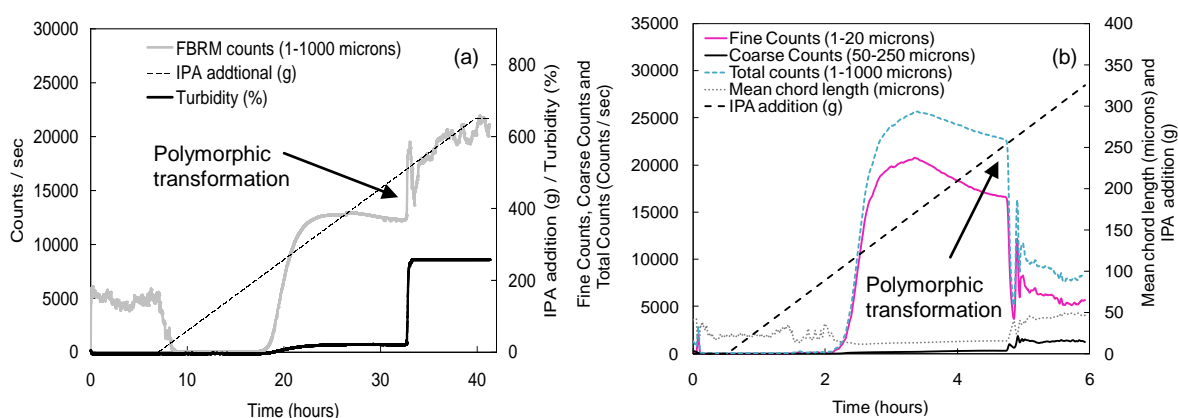 30000
25000
20000
15000
10000
5000
0
Counts / sec
FBRM counts (1-1000 microns)
IPA addtional (g)
Turbidity (%)
(a)
Polymorphic
transformation
800
600
400
200
0
IPA addition (g) / Turbidity (%)
0
10
20
30
40
Time (hours)
Fine Counts, Coarse Counts and
Total Counts (Counts / sec)
35000
30000
25000
20000
15000
10000
5000
0
Fine Counts (1-20 microns)
Coarse Counts (50-250 microns)
Total counts (1-1000 microns)
Mean chord length (microns)
IPA addition (g)
(b)
Polymorphic
transformation
400
350
300
250
200
150
100
50
0
Mean chord length (microns) and
IPA addition (g)
0
2
4
6
Time (hours)